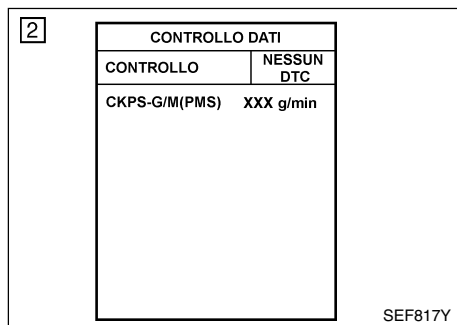 2
CONTROLLO DATI
CONTROLLO NESSUN DTC
CKPS-G/M(PMS) XXX g/min
SEF817Y